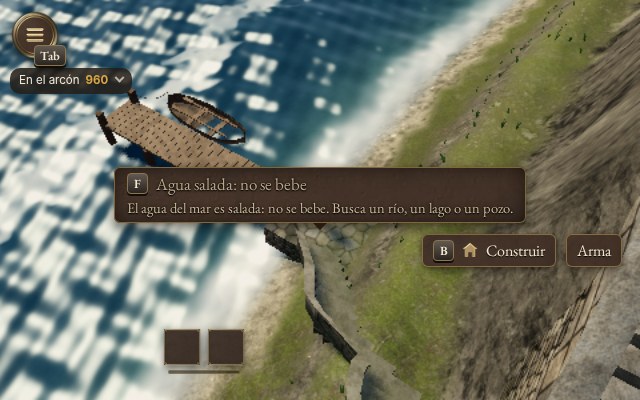 Tab
En el arcón 960
F Agua salada: no se bebe
El agua del mar es salada: no se bebe. Busca un río, un lago o un pozo.
B Construir
Arma